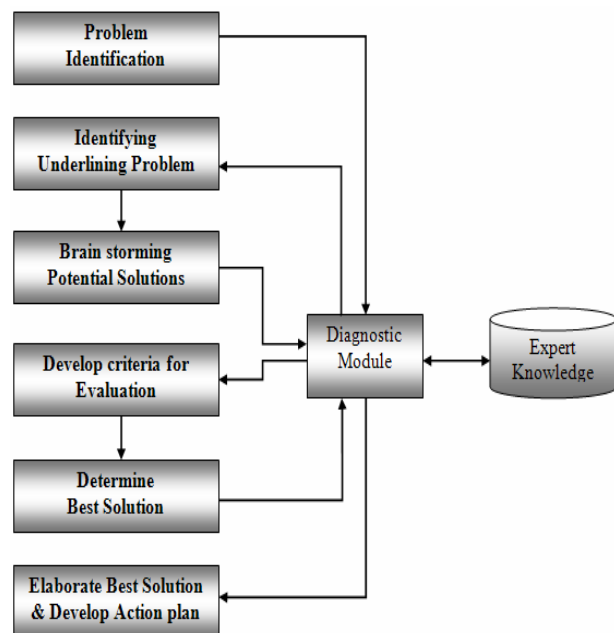 Problem
Identification
Identifying
Underlining Problem
Brain storming
Potential Solutions
Diagnostic
Module
Expert
Knowledge
Develop criteria for
Evaluation
Determine
Best Solution
Elaborate Best Solution
& Develop Action plan